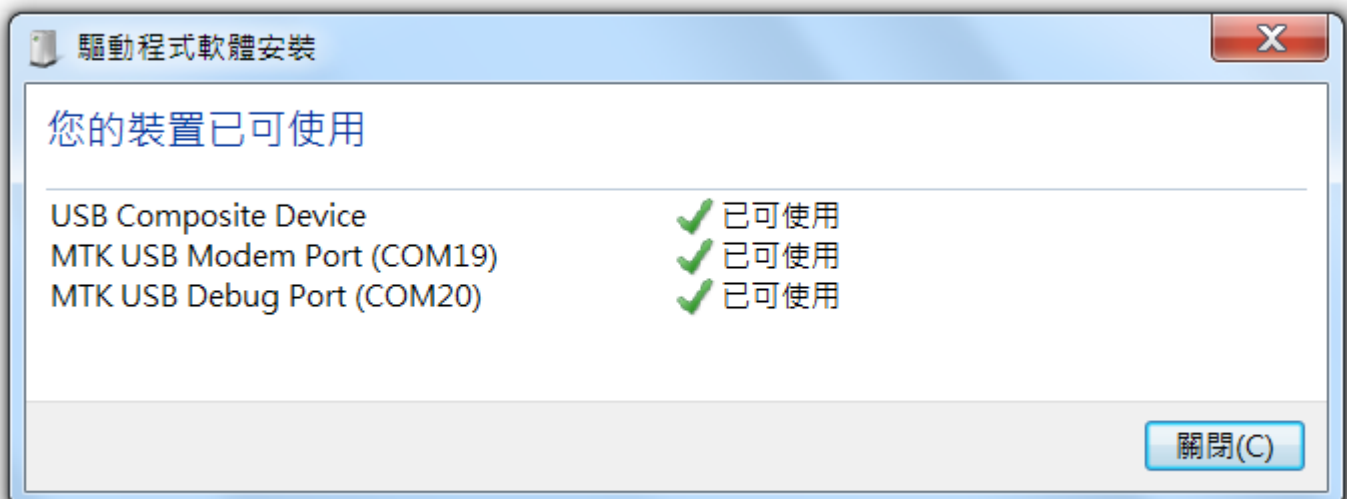 驅動程式軟體安裝
您的裝置已可使用
USB Composite Device 已可使用
MTK USB Modem Port (COM19) 已可使用
MTK USB Debug Port (COM20) 已可使用
關閉(C)